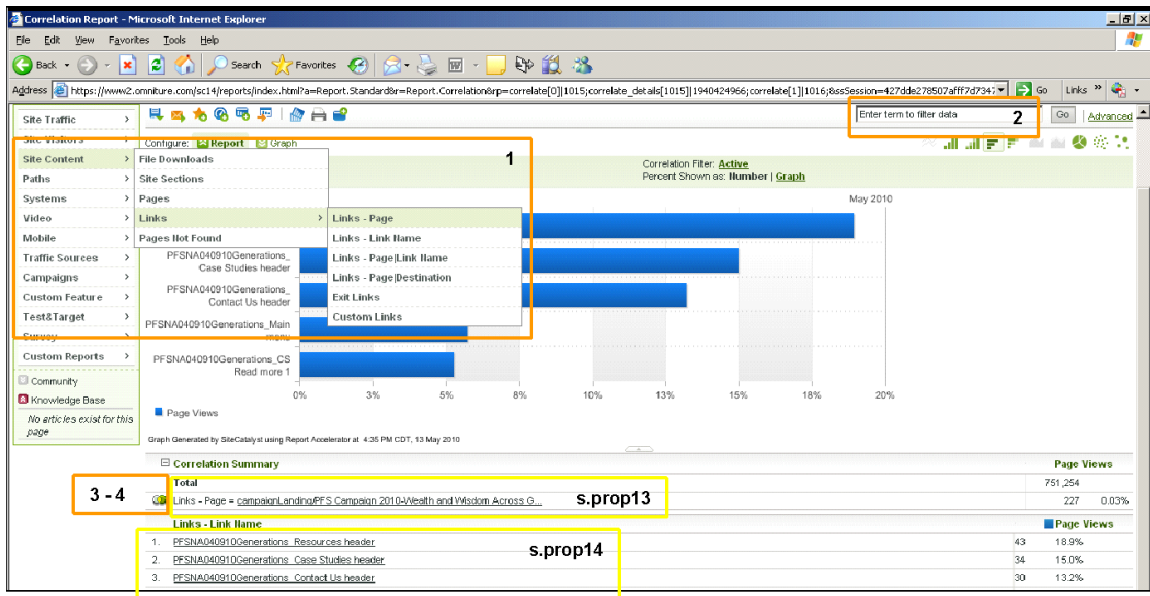 Correlation Report - Microsoft Internet Explorer
File Edit View Favorites Tools Help
Back Search Favorites
Address https://www2.omniture.com/sc14/reports/index.html?a=Report.Standard&r=Report.Correlation&rp=correlate[0]|1015;correlate_details[1015]|1940424966;correlate[1]|1016;&ssSession=427dde278507afff7d7347 Go Links »
Site Traffic
Enter term to filter data 2 Go Advanced
Site Visitors
Configure: Report Graph
Site Content
File Downloads
1
Correlation Filter: Active
Percent Shown as: Number | Graph
Paths
Site Sections
Systems
Pages
May 2010
Video
Links
Links - Page
Mobile
Pages Not Found
Links - Link Name
Traffic Sources
PFSNA040910Generations_
Case Studies header
Links - Page|Link Name
Campaigns
Links - Page|Destination
Custom Feature
PFSNA040910Generations_
Contact Us header
Exit Links
Test&Target
PFSNA040910Generations_Main
menu
Custom Links
Survey
Custom Reports
PFSNA040910Generations_CS
Read more 1
Community
Knowledge Base
No articles exist for this
page
0% 3% 5% 8% 10% 13% 15% 18% 20%
Page Views
Graph Generated by SiteCatalyst using Report Accelerator at 4:35 PM CDT, 13 May 2010
Correlation Summary Page Views
Total 751,254
3 - 4
Links - Page = campaignLanding/PFS Campaign 2010-Wealth and Wisdom Across G... s.prop13 227 0.03%
Links - Link Name Page Views
s.prop14
1. PFSNA040910Generations_Resources header 43 18.9%
2. PFSNA040910Generations_Case Studies header 34 15.0%
3. PFSNA040910Generations_Contact Us header 30 13.2%